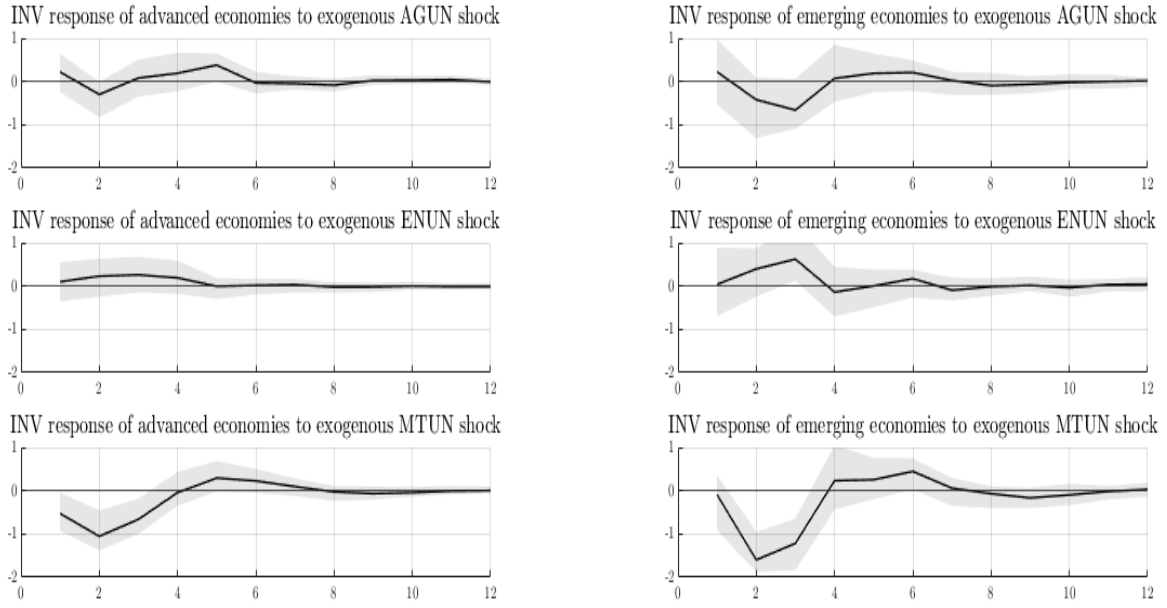 INV response of advanced economies to exogenous AGUN shock
1
0
-1
-2
0 2 4 6 8 10 12
INV response of emerging economies to exogenous AGUN shock
1
0
-1
-2
0 2 4 6 8 10 12
INV response of advanced economies to exogenous ENUN shock
1
0
-1
-2
0 2 4 6 8 10 12
INV response of emerging economies to exogenous ENUN shock
1
0
-1
-2
0 2 4 6 8 10 12
INV response of advanced economies to exogenous MTUN shock
1
0
-1
-2
0 2 4 6 8 10 12
INV response of emerging economies to exogenous MTUN shock
1
0
-1
-2
0 2 4 6 8 10 12